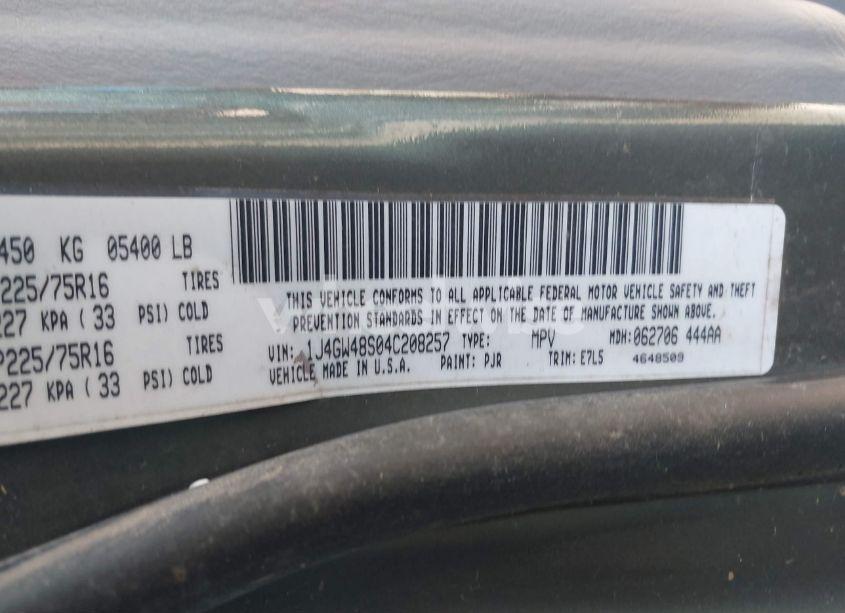 450 KG 05400 LB
P225/75R16 TIRES
227 KPA ( 33 PSI) COLD
P225/75R16 TIRES
227 KPA ( 33 PSI) COLD
THIS VEHICLE CONFORMS TO ALL APPLICABLE FEDERAL MOTOR VEHICLE SAFETY AND THEFT
PREVENTION STANDARDS IN EFFECT ON THE DATE OF MANUFACTURE SHOWN ABOVE.
VIN: 1J4GW48S04C208257 TYPE: MPV MDH: 062706 444AA
VEHICLE MADE IN U.S.A. PAINT: PJR TRIM: E7L5 4648509